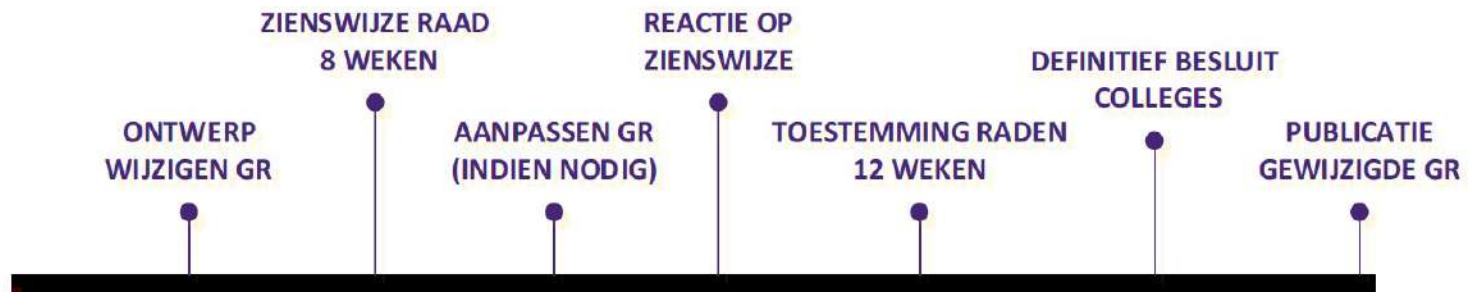 ONTWERP
WIJZIGEN GR
ZIENSWIJZE RAAD
8 WEKEN
AANPASSEN GR
(INDIEN NODIG)
REACTIE OP
ZIENSWIJZE
TOESTEMMING RADEN
12 WEKEN
DEFINITIEF BESLUIT
COLLEGES
PUBLICATIE
GEWIJZIGDE GR